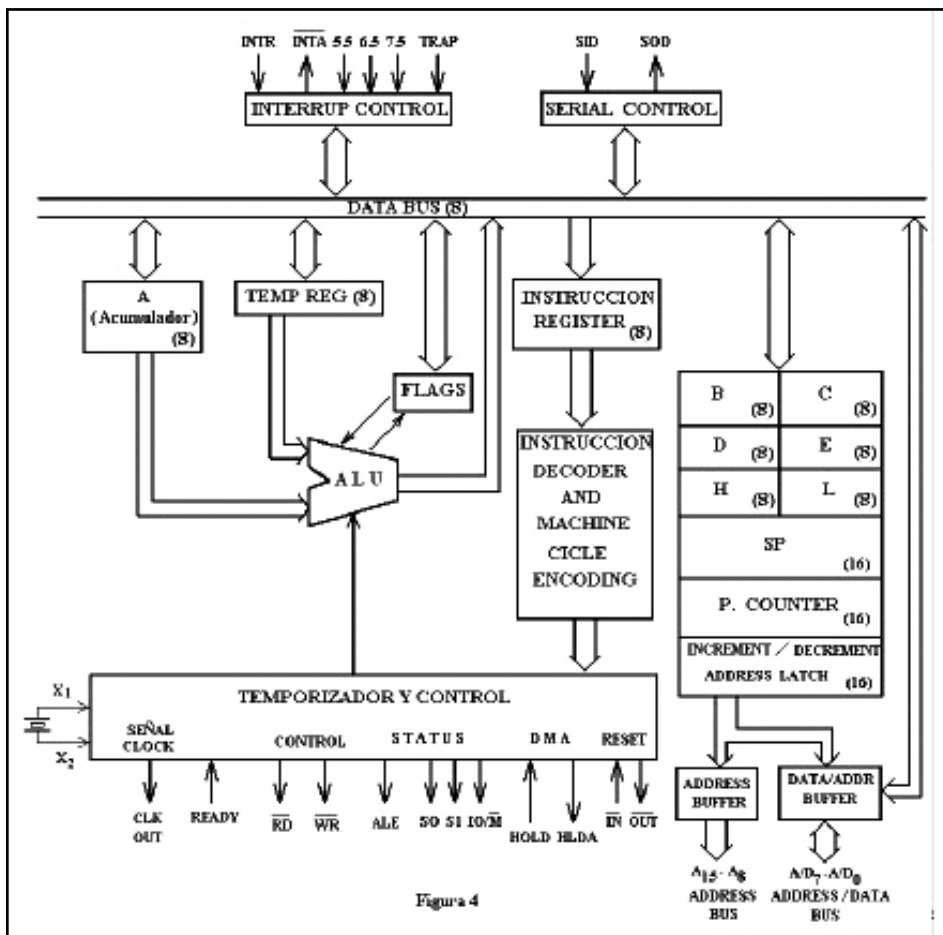 INTR INTA 5.5 6.5 7.5 TRAP
SID SOD
INTERRUP CONTROL
SERIAL CONTROL
DATA BUS (8)
A
(Acumulador)
(8)
TEMP REG (8)
INSTRUCCION
REGISTER
(8)
FLAGS
ALU
INSTRUCCION
DECODER
AND
MACHINE
CICLE
ENCODING
B (8) C (8)
D (8) E (8)
H (8) L (8)
SP
(16)
P. COUNTER
(16)
INCREMENT / DECREMENT
ADDRESS LATCH
(16)
TEMPORIZADOR Y CONTROL
X1
X2
SEÑAL
CLOCK
CONTROL
STATUS
DMA
RESET
CLK
OUT
READY
RD
WR
ALE
SO
S1
IO/M
HOLD
HLDA
IN
OUT
ADDRESS
BUFFER
DATA/ADDR
BUFFER
A15 - A8
ADDRESS
BUS
A/D7 -A/D0
ADDRESS / DATA
BUS
Figura 4